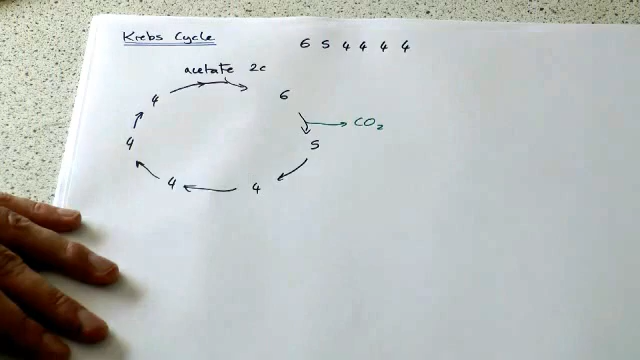 Krebs Cycle
6 5 4 4 4 4
acetate 2c
4 6
CO₂
4 5
4 4